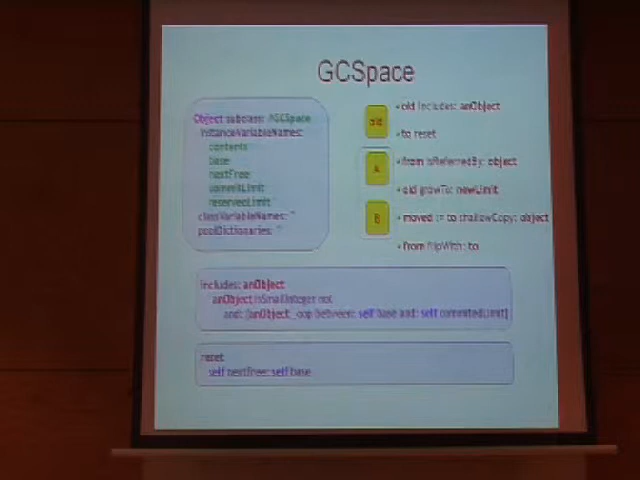 GCSpace
Object subclass: #GCSpace
instanceVariableNames: '
contents
base
nextFree
commitLimit
reservedLimit
classVariableNames: ''
poolDictionaries: ''
old
A
B
• old includes: anObject
• to reset
• from isReferredBy: object
• old growTo: newLimit
• moved in to shallowCopy: object
• from flipWith: to
includes: anObject
anObject isSmallInteger not
and: [anObject _oop between: self base and: self commitedLimit]
reset
self nextFree: self base